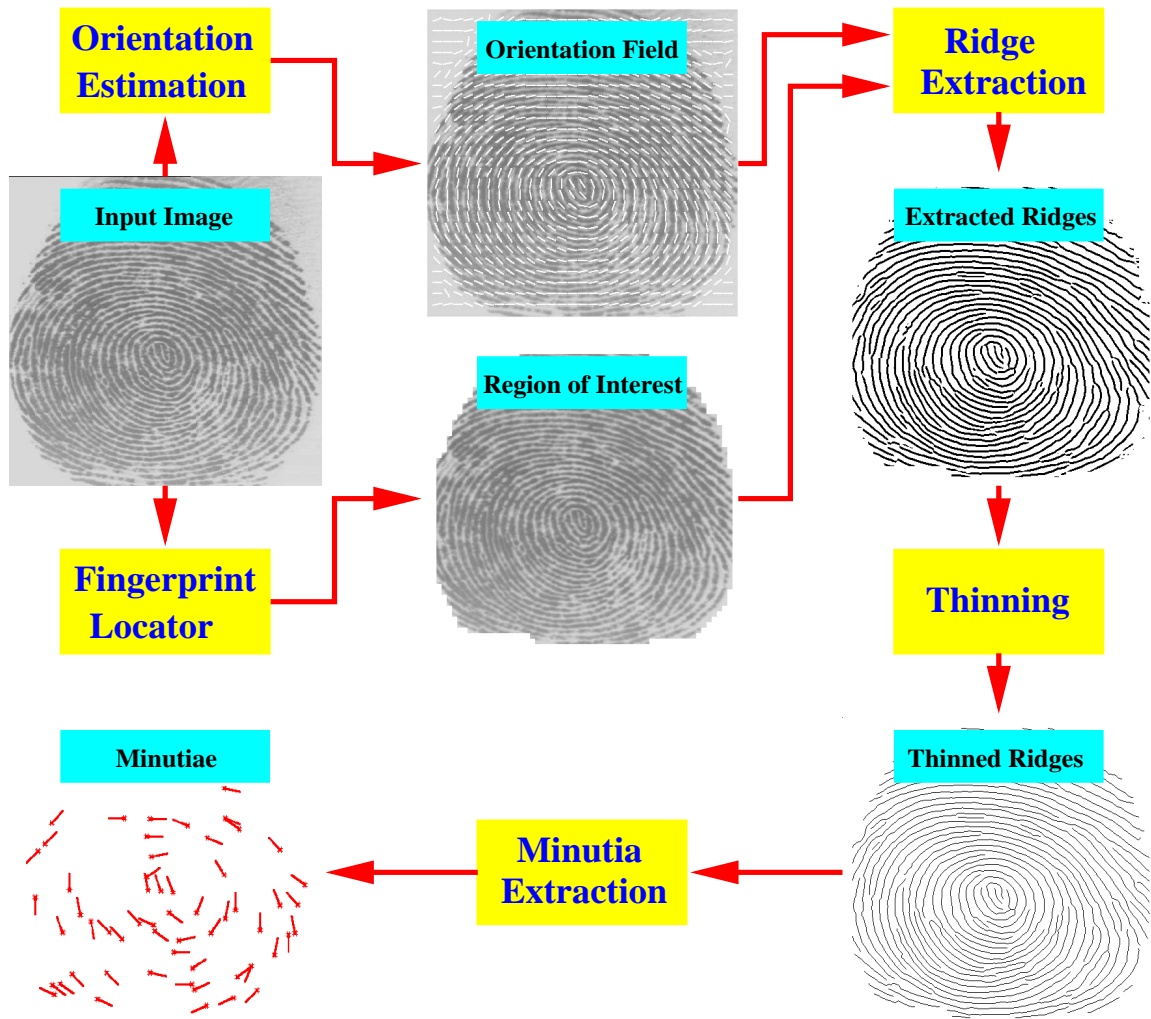 Orientation
Estimation
Orientation Field
Ridge
Extraction
Input Image
Extracted Ridges
Region of Interest
Fingerprint
Locator
Thinning
Minutiae
Thinned Ridges
Minutia
Extraction